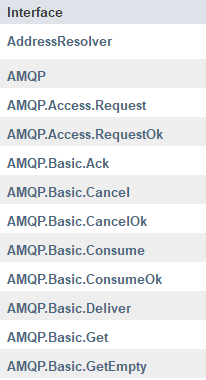 Interface
AddressResolver
AMQP
AMQP.Access.Request
AMQP.Access.RequestOk
AMQP.Basic.Ack
AMQP.Basic.Cancel
AMQP.Basic.CancelOk
AMQP.Basic.Consume
AMQP.Basic.ConsumeOk
AMQP.Basic.Deliver
AMQP.Basic.Get
AMQP.Basic.GetEmpty